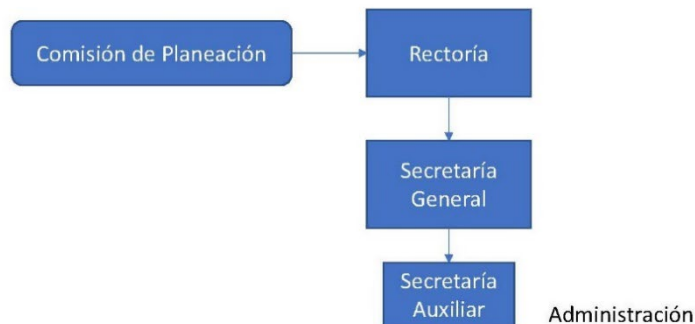 Comisión de Planeación
Rectoría
Secretaría
General
Secretaría
Auxiliar
Administración